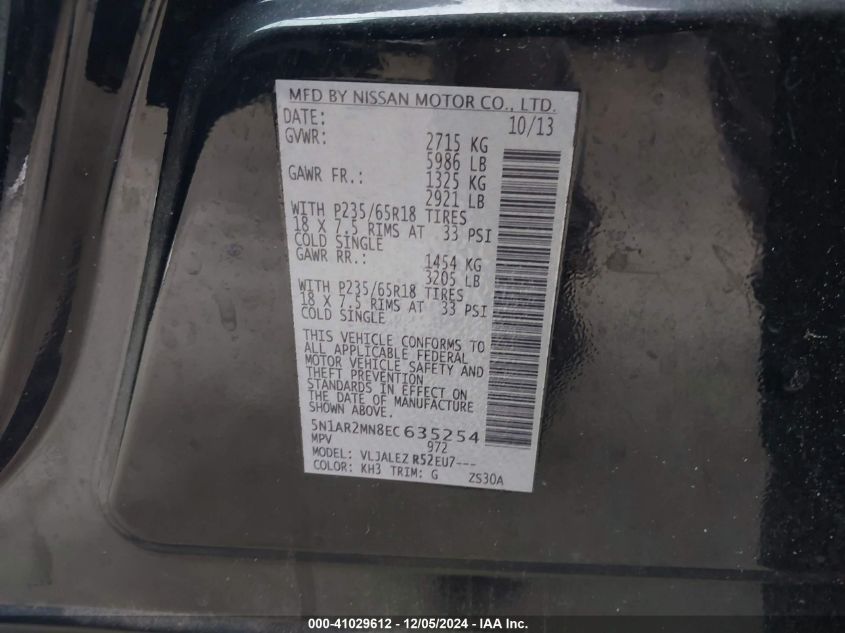 MFD BY NISSAN MOTOR CO., LTD.
DATE: 10/13
GVWR: 2715 KG
5986 LB
GAWR FR.: 1325 KG
2921 LB
WITH P235/65R18 TIRES
18 X 7.5 RIMS AT 33 PSI
COLD SINGLE
GAWR RR.: 1454 KG
3205 LB
WITH P235/65R18 TIRES
18 X 7.5 RIMS AT 33 PSI
COLD SINGLE
THIS VEHICLE CONFORMS TO
ALL APPLICABLE FEDERAL
MOTOR VEHICLE SAFETY AND
THEFT PREVENTION
STANDARDS IN EFFECT ON
THE DATE OF MANUFACTURE
SHOWN ABOVE.
5N1AR2MN8EC635254
MPV 972
MODEL: VLJALEZ R52EU7---
COLOR: KH3 TRIM: G ZS30A
000-41029612 - 12/05/2024 - IAA Inc.